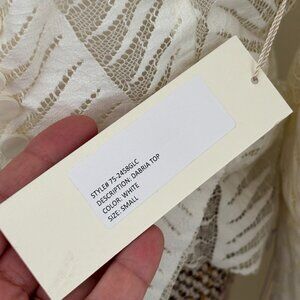 STYLE# 75-2458GLC
DESCRIPTION: DABRIA TOP
COLOR: WHITE
SIZE: SMALL